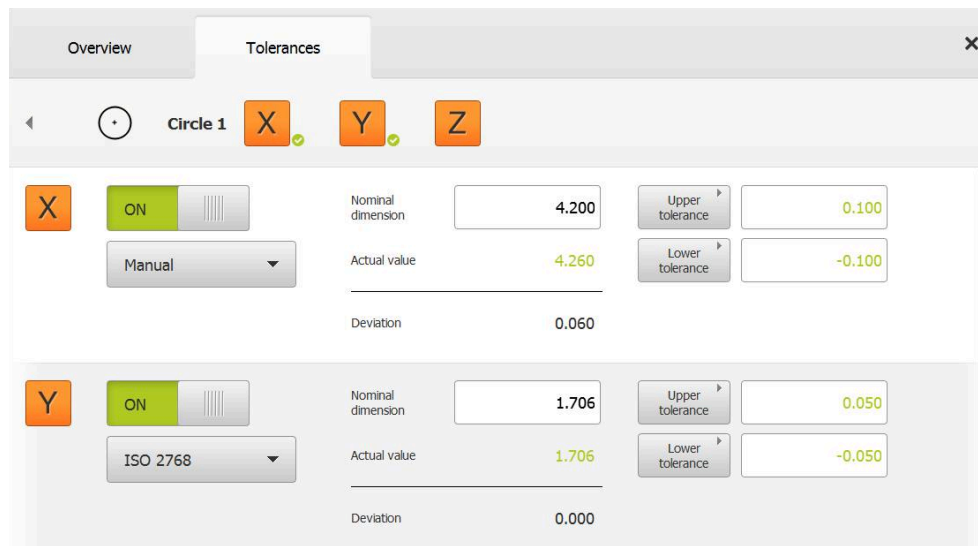 Overview Tolerances ×
Circle 1 X Y Z
X ON Nominal dimension 4.200 Upper tolerance 0.100
Manual Actual value 4.260 Lower tolerance -0.100
Deviation 0.060
Y ON Nominal dimension 1.706 Upper tolerance 0.050
ISO 2768 Actual value 1.706 Lower tolerance -0.050
Deviation 0.000